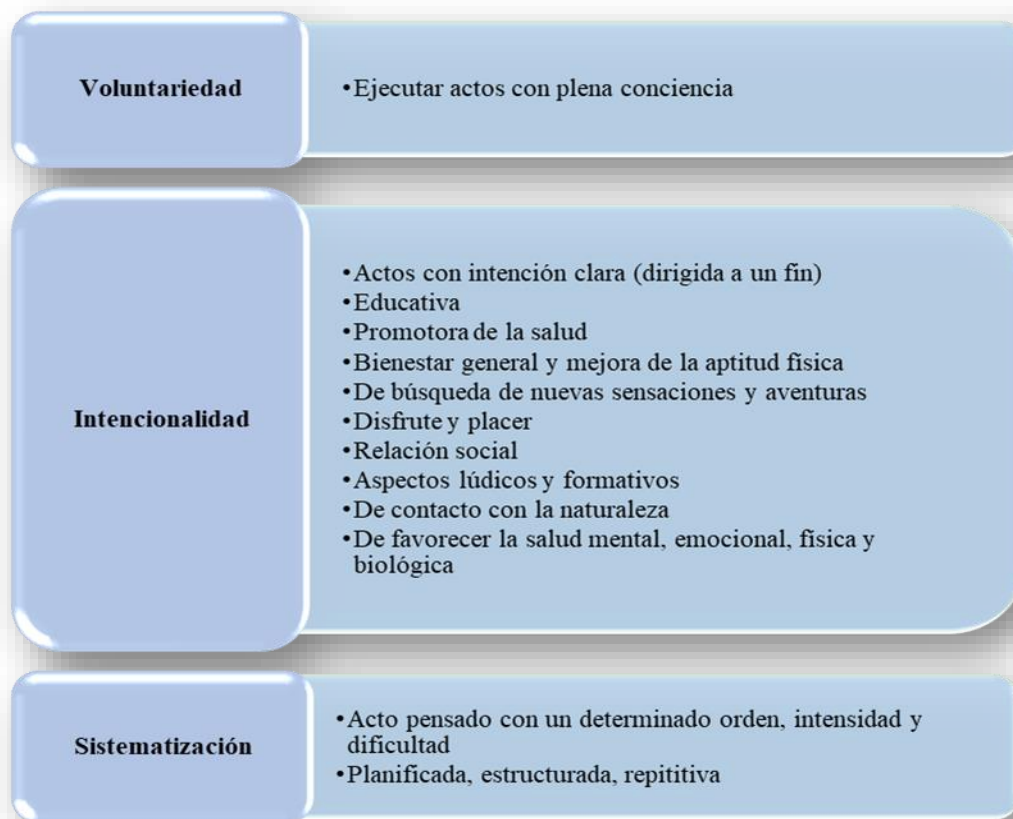 Voluntariedad
•Ejecutar actos con plena conciencia
Intencionalidad
•Actos con intención clara (dirigida a un fin)
•Educativa
•Promotora de la salud
•Bienestar general y mejora de la aptitud física
•De búsqueda de nuevas sensaciones y aventuras
•Disfrute y placer
•Relación social
•Aspectos lúdicos y formativos
•De contacto con la naturaleza
•De favorecer la salud mental, emocional, física y
biológica
Sistematización
•Acto pensado con un determinado orden, intensidad y
dificultad
•Planificada, estructurada, repititiva